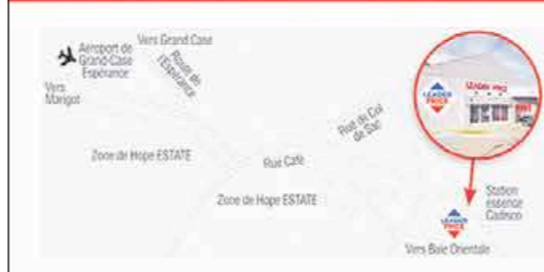 Vers Grand Case
Aéroport de
Grand-Case
Espérance
Route de
l'Espérance
Vers
Marigot
Zone de Hope ESTATE
Rue Café
Rue de Col
de Sac
Zone de Hope ESTATE
LEADER
PRICE
LEADER PRICE
Station
essence
Cadisco
LEADER
PRICE
Vers Baie Orientale